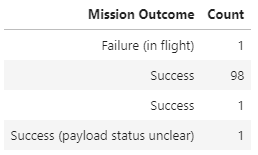 Mission Outcome Count
Failure (in flight) 1
Success 98
Success 1
Success (payload status unclear) 1